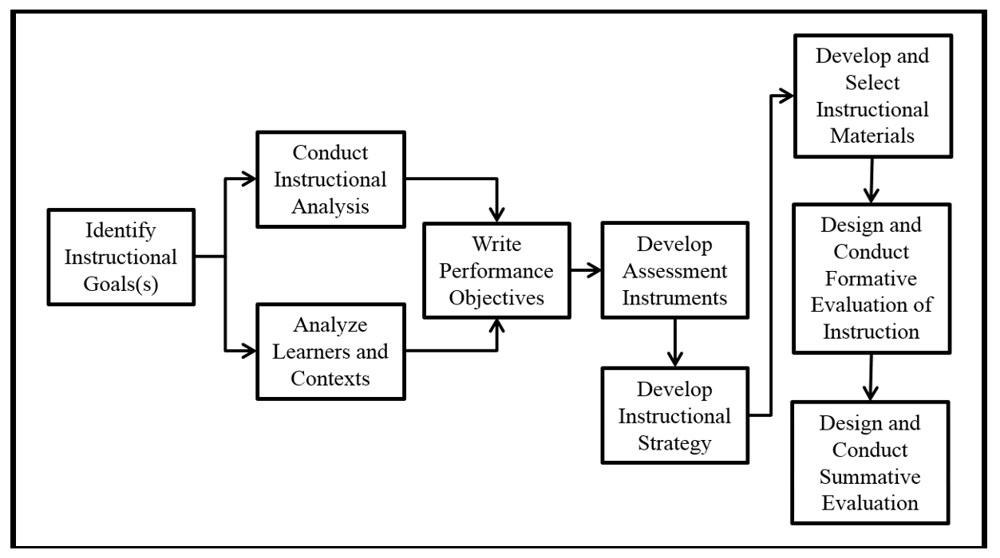 Identify
Instructional
Goals(s)
Conduct
Instructional
Analysis
Analyze
Learners and
Contexts
Write
Performance
Objectives
Develop
Assessment
Instruments
Develop
Instructional
Strategy
Develop and
Select
Instructional
Materials
Design and
Conduct
Formative
Evaluation of
Instruction
Design and
Conduct
Summative
Evaluation